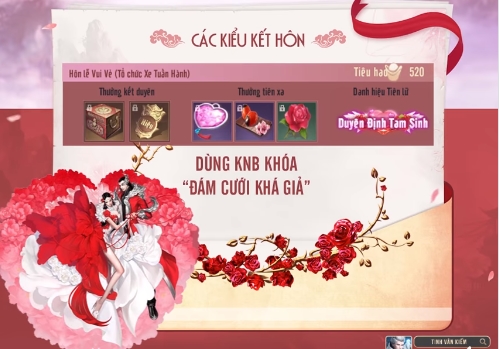 CÁC KIỂU KẾT HÔN
Hôn lễ Vui Vẻ (Tổ chức Xe Tuần Hành)
Tiêu hao 520
Thưởng kết duyên
Thưởng tiên xa
Danh hiệu Tiên lữ
Duyên Định Tam Sinh
DÙNG KNB KHÓA
“ĐÁM CƯỚI KHÁ GIẢ”
TINH VÂN KIẾM